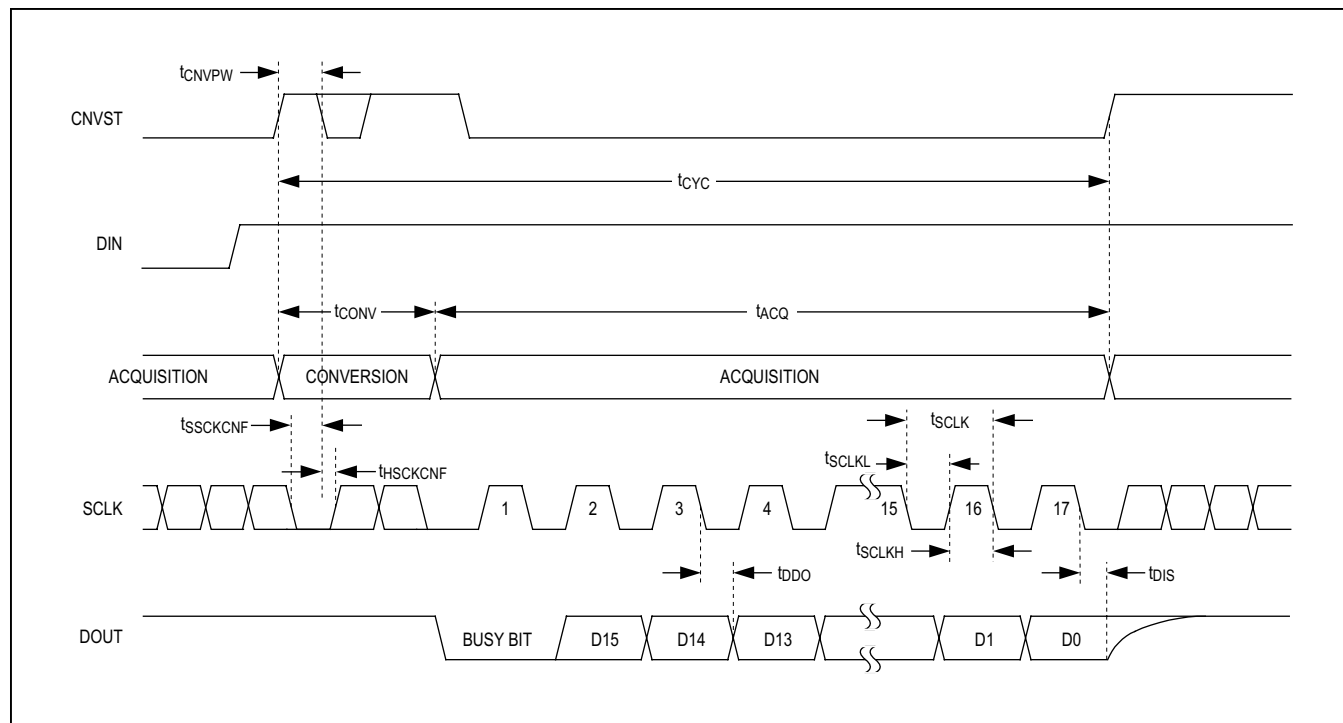 tCNVPW
CNVST
tCYC
DIN
tCONV
tACQ
ACQUISITION CONVERSION ACQUISITION
tSSCKCNF
tSCLK
tSCLKL
tHSCKCNF
SCLK 1 2 3 4 15 16 17
tSCLKH
tDDO
tDIS
DOUT BUSY BIT D15 D14 D13 D1 D0